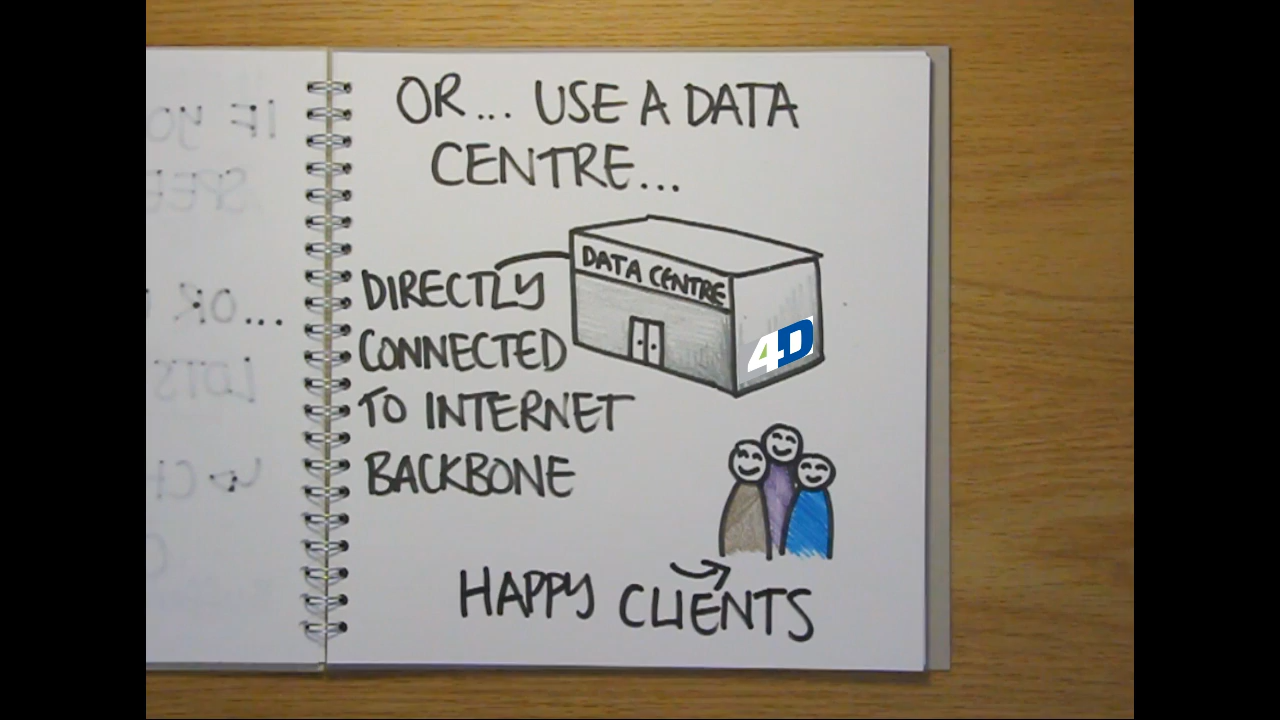 OR... USE A DATA
CENTRE...
DATA CENTRE
DIRECTLY
CONNECTED
TO INTERNET
BACKBONE
4D
HAPPY CLIENTS